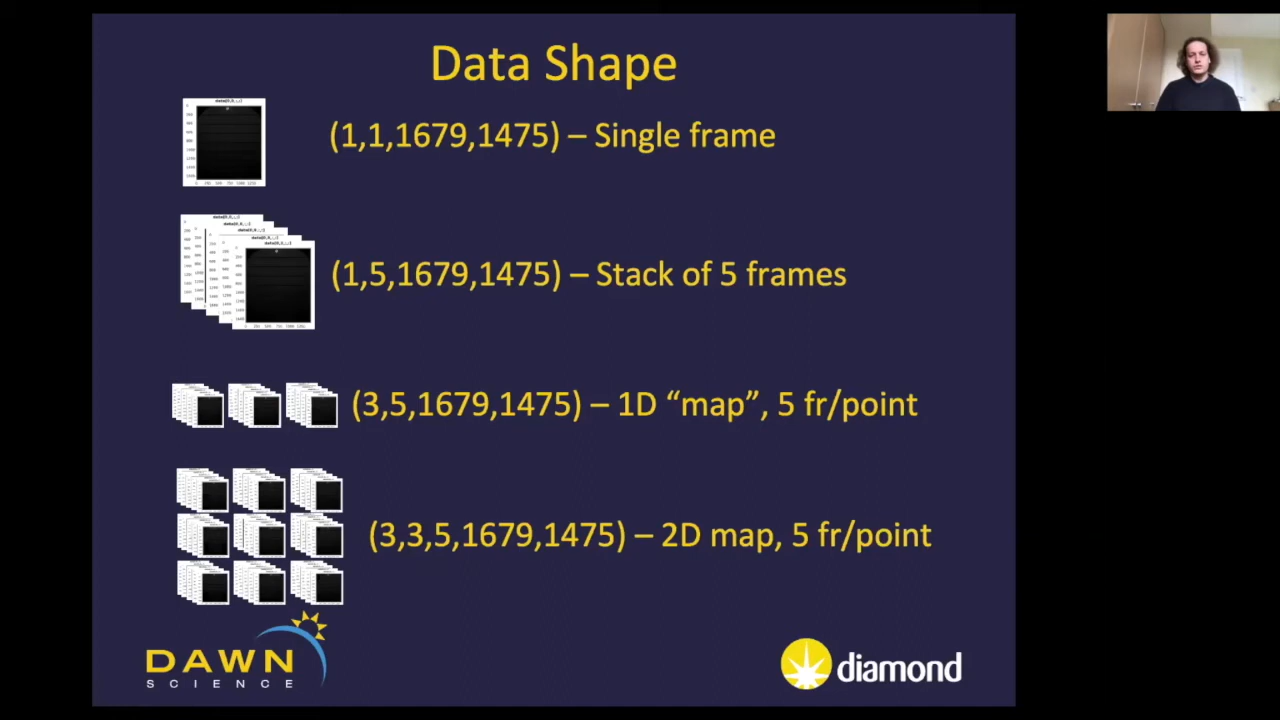 Data Shape
(1,1,1679,1475) – Single frame
(1,5,1679,1475) – Stack of 5 frames
(3,5,1679,1475) – 1D “map”, 5 fr/point
(3,3,5,1679,1475) – 2D map, 5 fr/point
DAWN
SCIENCE
diamond